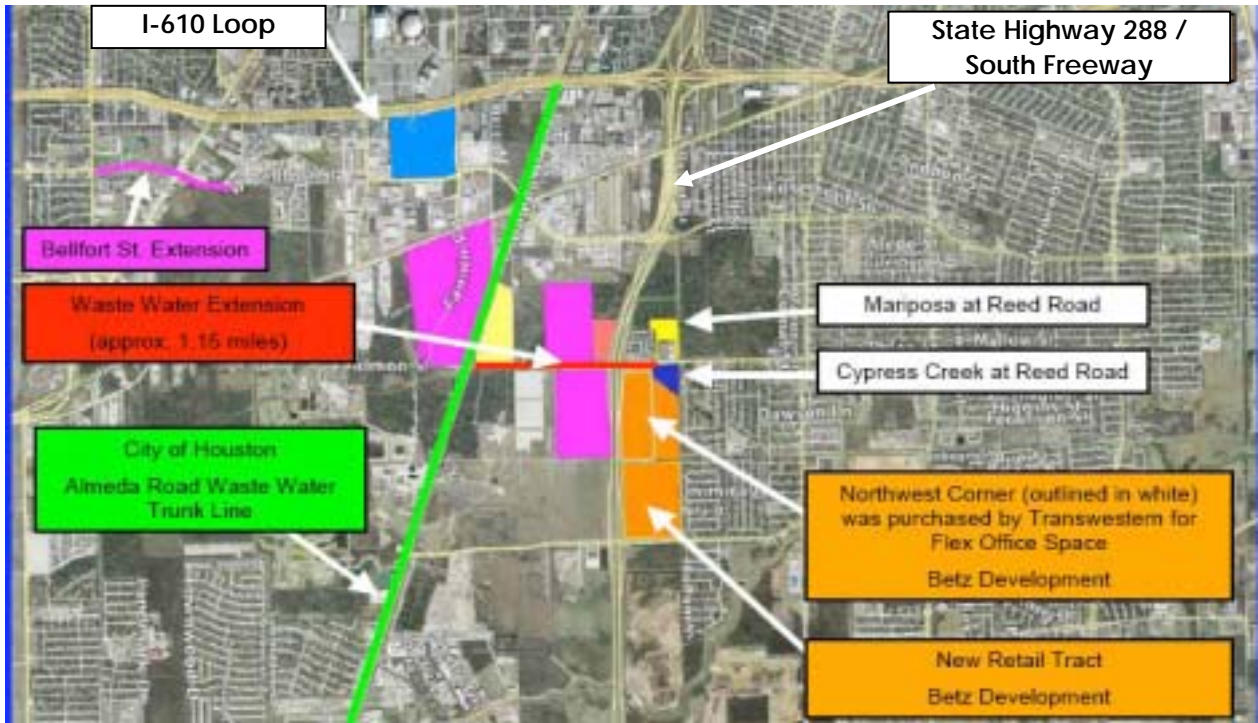 I-610 Loop
State Highway 288 /
South Freeway
Bellfort St. Extension
Waste Water Extension
(approx. 1.15 miles)
Mariposa at Reed Road
Cypress Creek at Reed Road
City of Houston
Almeda Road Waste Water
Trunk Line
Northwest Corner (outlined in white)
was purchased by Transwestern for
Flex Office Space
Betz Development
New Retail Tract
Betz Development